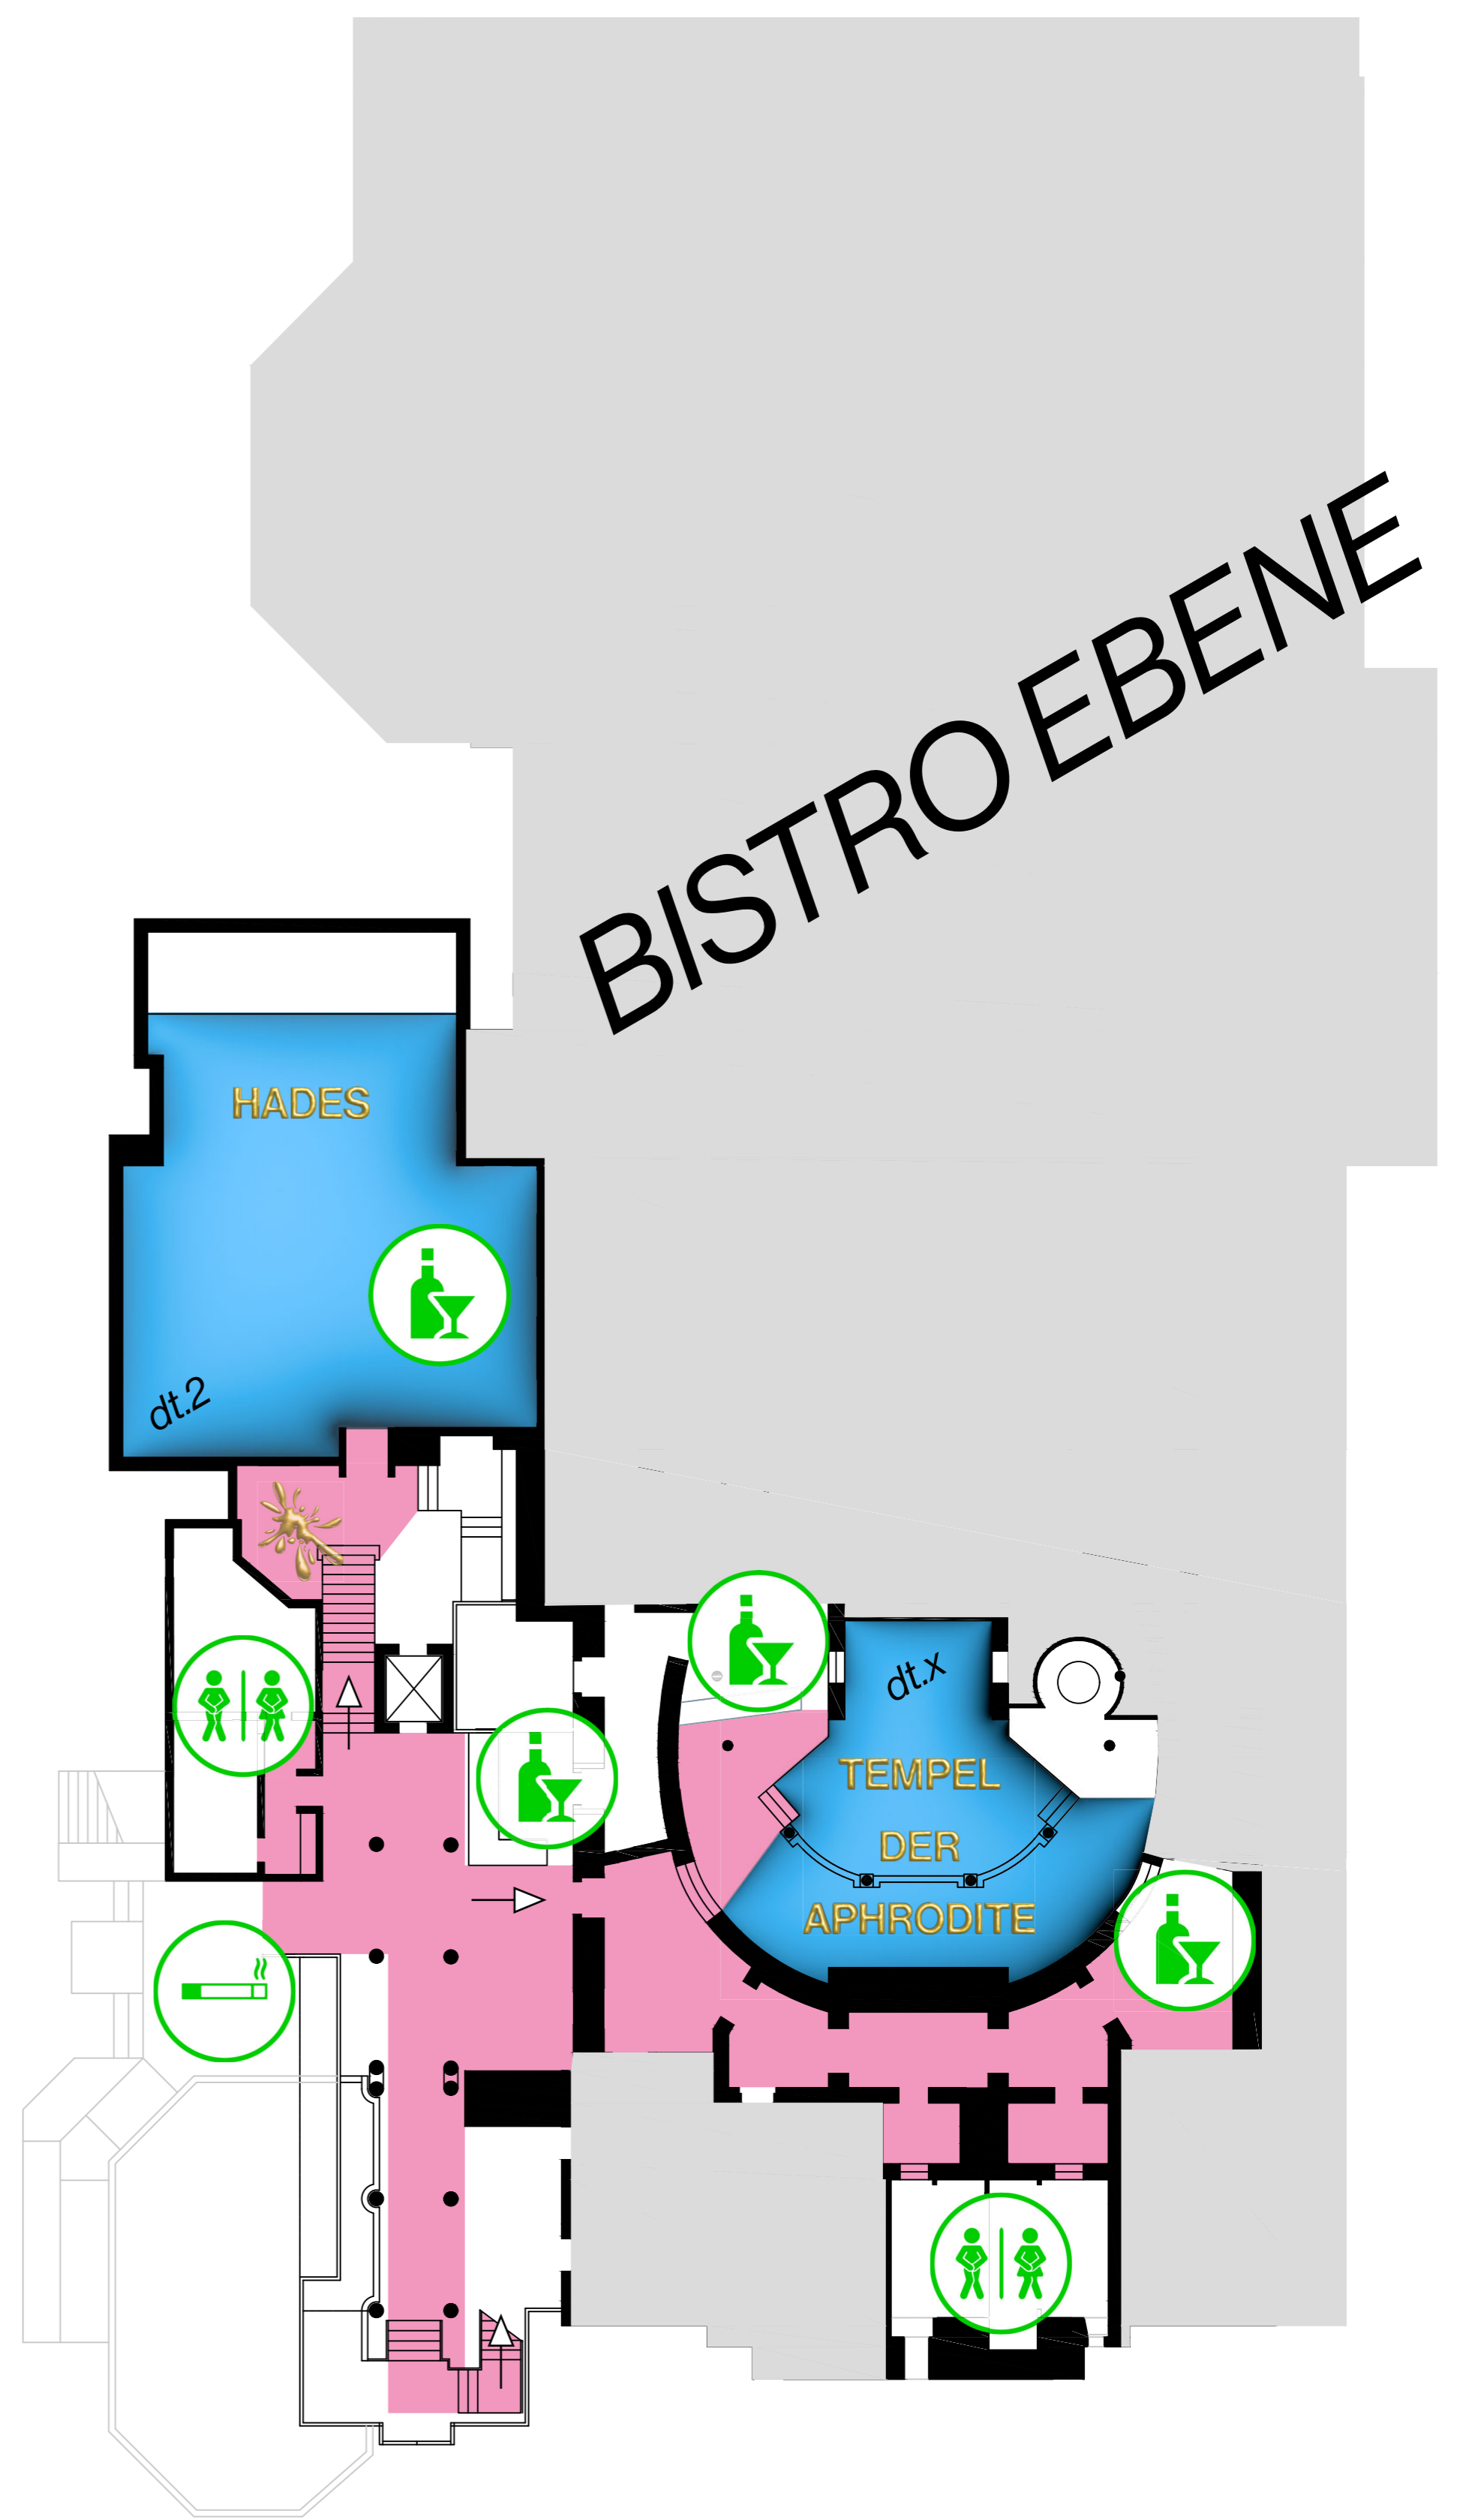 BISTRO EBENE
HADES
dt.2
dt.x
TEMPEL
DER
APHRODITE